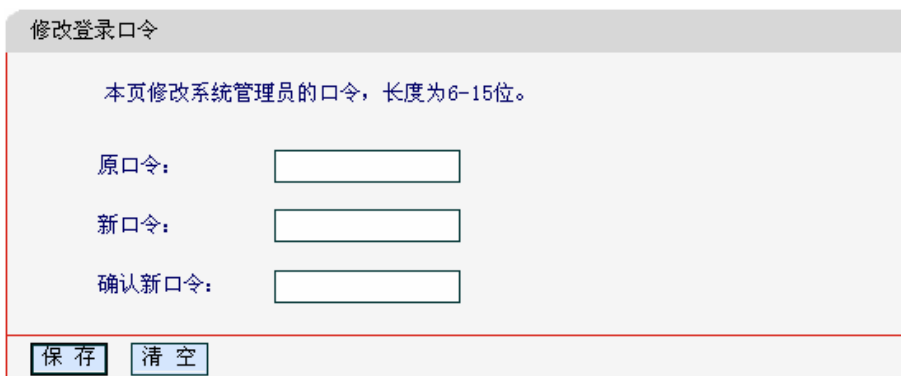 修改登录口令
本页修改系统管理员的口令，长度为6-15位。
原口令：
新口令：
确认新口令：
保 存 清 空